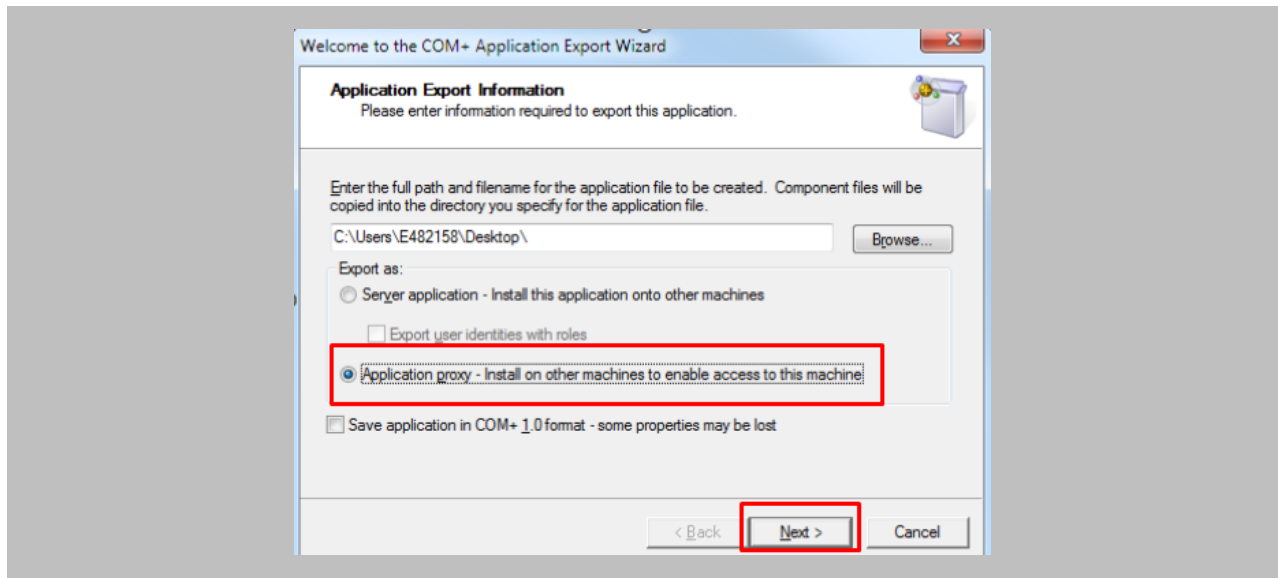 Welcome to the COM+ Application Export Wizard
Application Export Information
Please enter information required to export this application.
Enter the full path and filename for the application file to be created. Component files will be
copied into the directory you specify for the application file.
C:\Users\E482158\Desktop\
Browse...
Export as:
Server application - Install this application onto other machines
Export user identities with roles
Application proxy - Install on other machines to enable access to this machine
Save application in COM+ 1.0 format - some properties may be lost
< Back
Next >
Cancel